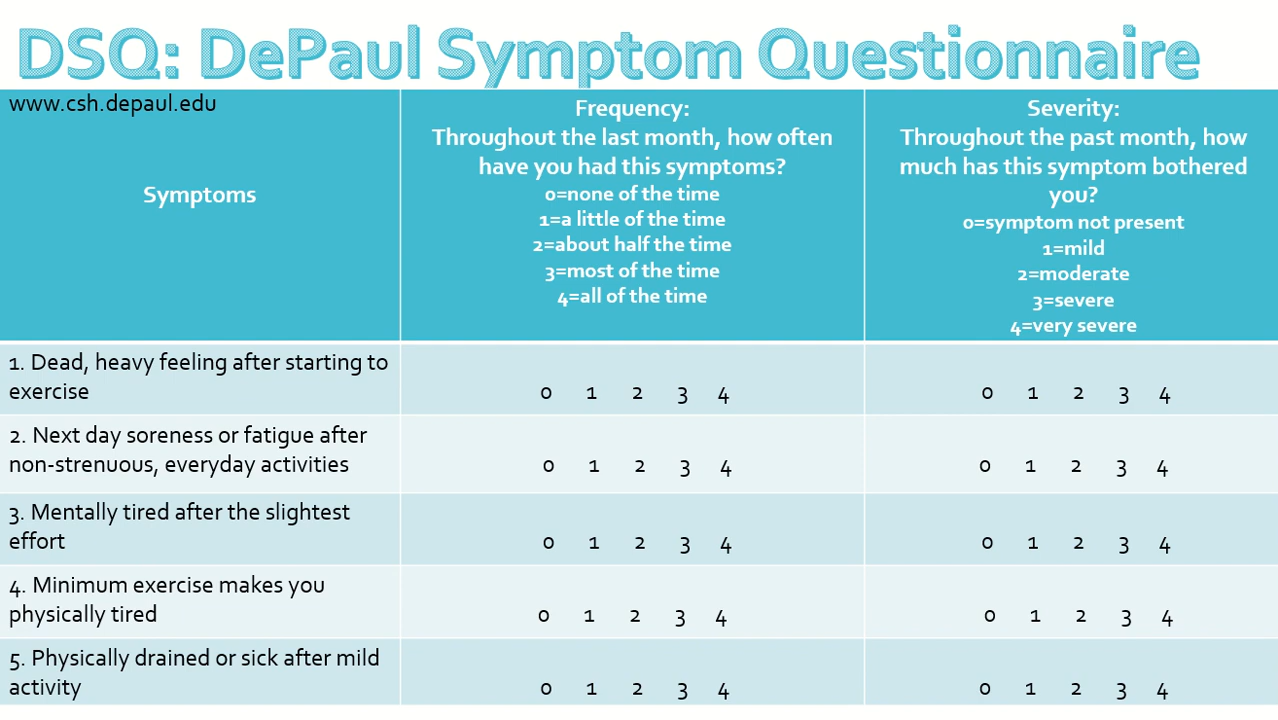 DSQ: DePaul Symptom Questionnaire
www.csh.depaul.edu
Symptoms
Frequency:
Throughout the last month, how often
have you had this symptoms?
0=none of the time
1=a little of the time
2=about half the time
3=most of the time
4=all of the time
Severity:
Throughout the past month, how
much has this symptom bothered
you?
0=symptom not present
1=mild
2=moderate
3=severe
4=very severe
1. Dead, heavy feeling after starting to
exercise
0 1 2 3 4
0 1 2 3 4
2. Next day soreness or fatigue after
non-strenuous, everyday activities
0 1 2 3 4
0 1 2 3 4
3. Mentally tired after the slightest
effort
0 1 2 3 4
0 1 2 3 4
4. Minimum exercise makes you
physically tired
0 1 2 3 4
0 1 2 3 4
5. Physically drained or sick after mild
activity
0 1 2 3 4
0 1 2 3 4